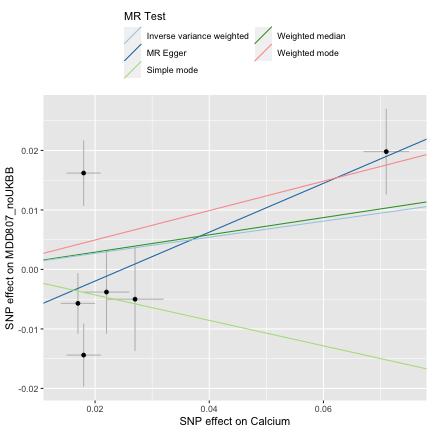 MR Test
Inverse variance weighted
Weighted median
MR Egger
Weighted mode
Simple mode
0.02
0.01
0.00
-0.01
-0.02
SNP effect on MDD807_noUKBB
0.02
0.04
0.06
SNP effect on Calcium